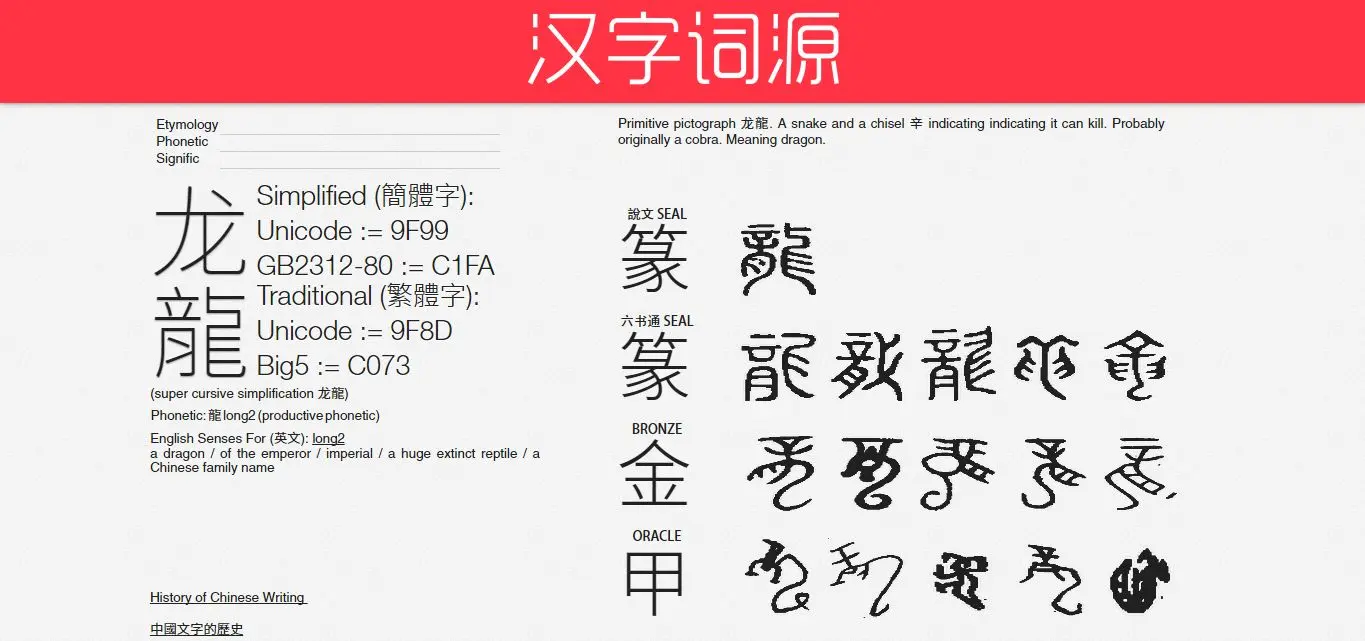 汉字词源
Etymology
Phonetic
Signific
龙
Simplified (簡體字):
Unicode := 9F99
GB2312-80 := C1FA
龍
Traditional (繁體字):
Unicode := 9F8D
Big5 := C073
(super cursive simplification 龙龍)
Phonetic: 龍 long2 (productive phonetic)
English Senses For (英文): long2
a dragon / of the emperor / imperial / a huge extinct reptile / a
Chinese family name
History of Chinese Writing
中國文字的歷史
Primitive pictograph 龙龍. A snake and a chisel 辛 indicating indicating it can kill. Probably
originally a cobra. Meaning dragon.
說文 SEAL
篆
龍
六书通 SEAL
篆
BRONZE
金
ORACLE
甲